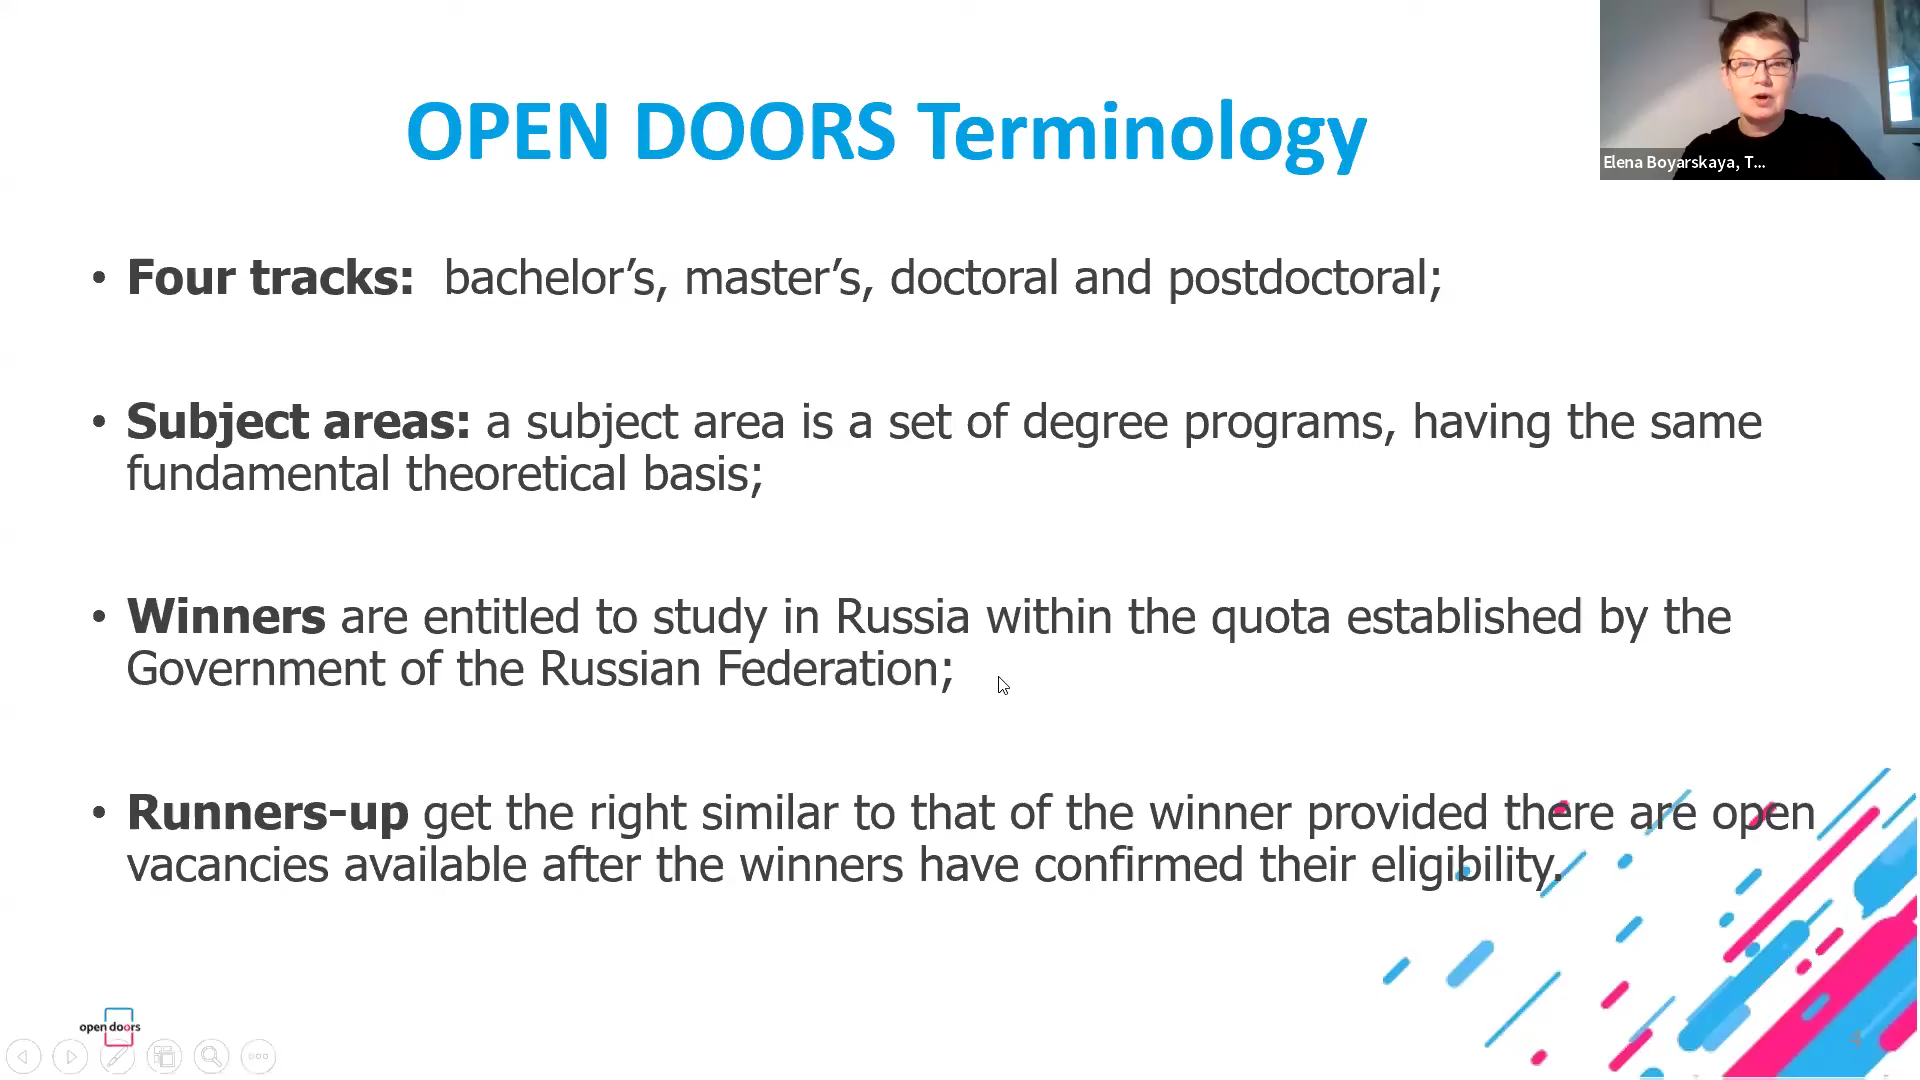 OPEN DOORS Terminology
Elena Boyarskaya, T...
• Four tracks: bachelor’s, master’s, doctoral and postdoctoral;
• Subject areas: a subject area is a set of degree programs, having the same
fundamental theoretical basis;
• Winners are entitled to study in Russia within the quota established by the
Government of the Russian Federation;
• Runners-up get the right similar to that of the winner provided there are open
vacancies available after the winners have confirmed their eligibility.
open doors
4